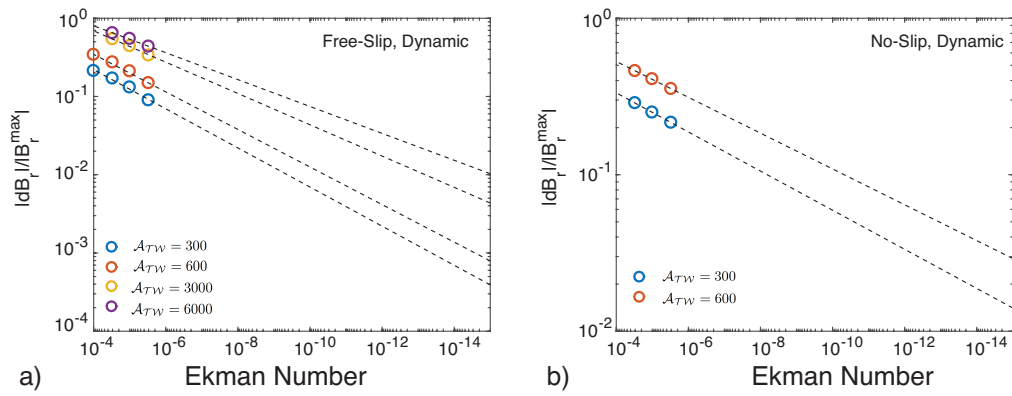 Free-Slip, Dynamic
|dB_r|/|B_r^max|
10^0
10^-1
10^-2
10^-3
10^-4
𝒜_𝒯𝒲 = 300
𝒜_𝒯𝒲 = 600
𝒜_𝒯𝒲 = 3000
𝒜_𝒯𝒲 = 6000
10^-4 10^-6 10^-8 10^-10 10^-12 10^-14
a) Ekman Number
No-Slip, Dynamic
|dB_r|/|B_r^max|
10^0
10^-1
10^-2
𝒜_𝒯𝒲 = 300
𝒜_𝒯𝒲 = 600
10^-4 10^-6 10^-8 10^-10 10^-12 10^-14
b) Ekman Number